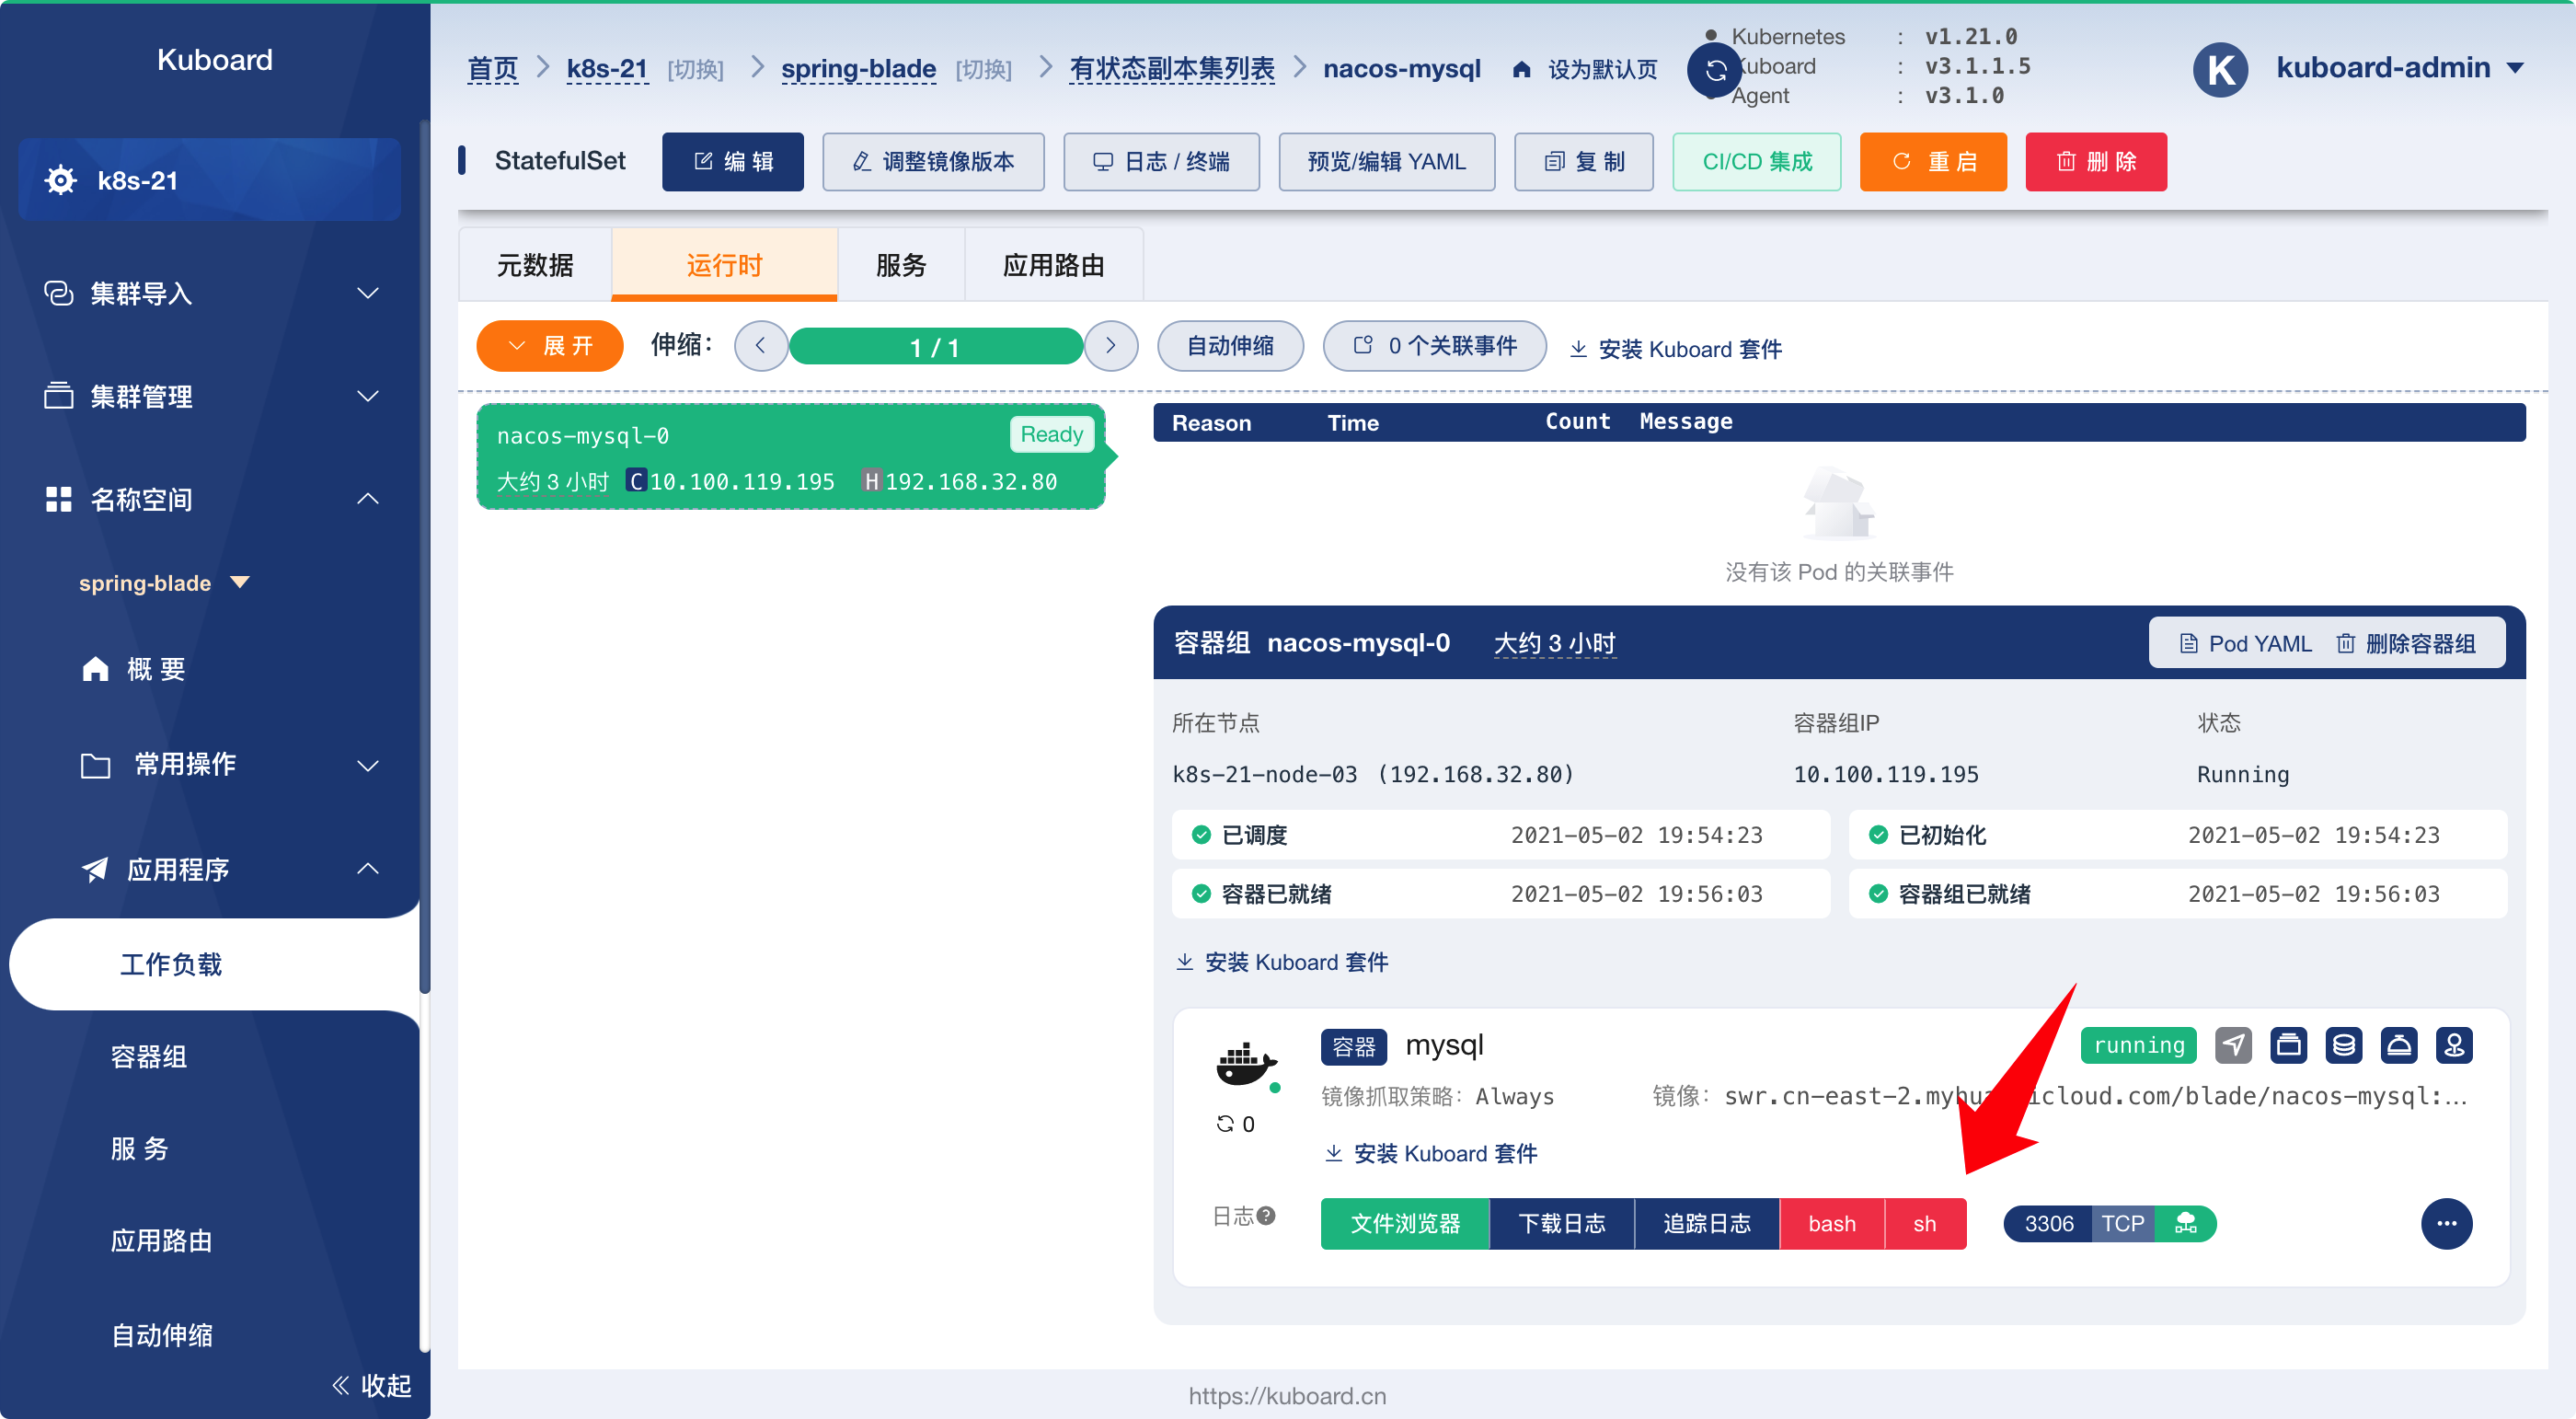 Kuboard
k8s-21
集群导入
集群管理
名称空间
spring-blade
概 要
常用操作
应用程序
工作负载
容器组
服 务
应用路由
自动伸缩
收起
首页 k8s-21 [切换] spring-blade [切换] 有状态副本集列表 nacos-mysql 设为默认页
Kubernetes : v1.21.0
Kuboard : v3.1.1.5
Agent : v3.1.0
K kuboard-admin
StatefulSet 编 辑 调整镜像版本 日志 / 终端 预览/编辑 YAML 复 制 CI/CD 集成 重 启 删 除
元数据 运行时 服务 应用路由
展 开 伸缩: 1 / 1 自动伸缩 0 个关联事件 安装 Kuboard 套件
nacos-mysql-0 Ready
大约 3 小时 C 10.100.119.195 H 192.168.32.80
Reason Time Count Message
没有该 Pod 的关联事件
容器组 nacos-mysql-0 大约 3 小时 Pod YAML 删除容器组
所在节点 容器组IP 状态
k8s-21-node-03 (192.168.32.80) 10.100.119.195 Running
已调度 2021-05-02 19:54:23 已初始化 2021-05-02 19:54:23
容器已就绪 2021-05-02 19:56:03 容器组已就绪 2021-05-02 19:56:03
安装 Kuboard 套件
容器 mysql running
镜像抓取策略: Always 镜像: swr.cn-east-2.myhu icloud.com/blade/nacos-mysql:...
0
安装 Kuboard 套件
日志 文件浏览器 下载日志 追踪日志 bash sh 3306 TCP
https://kuboard.cn